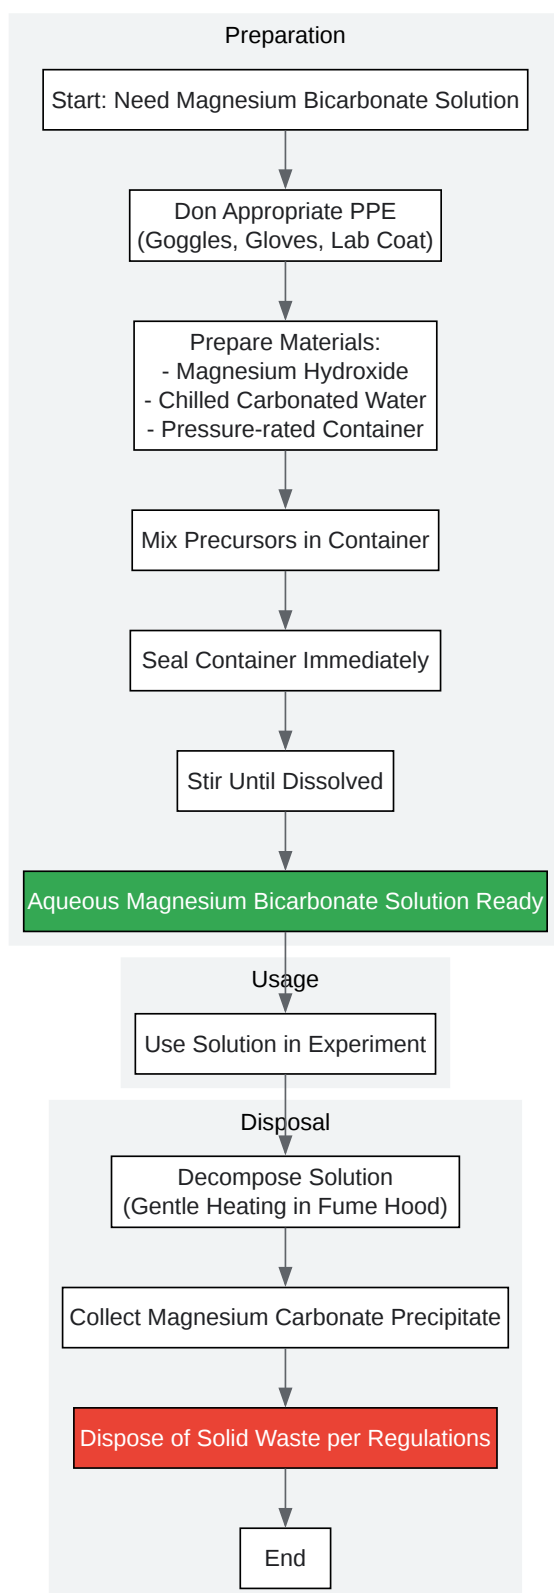 Preparation
Start: Need Magnesium Bicarbonate Solution
Don Appropriate PPE
(Goggles, Gloves, Lab Coat)
Prepare Materials:
- Magnesium Hydroxide
- Chilled Carbonated Water
- Pressure-rated Container
Mix Precursors in Container
Seal Container Immediately
Stir Until Dissolved
Aqueous Magnesium Bicarbonate Solution Ready
Usage
Use Solution in Experiment
Disposal
Decompose Solution
(Gentle Heating in Fume Hood)
Collect Magnesium Carbonate Precipitate
Dispose of Solid Waste per Regulations
End